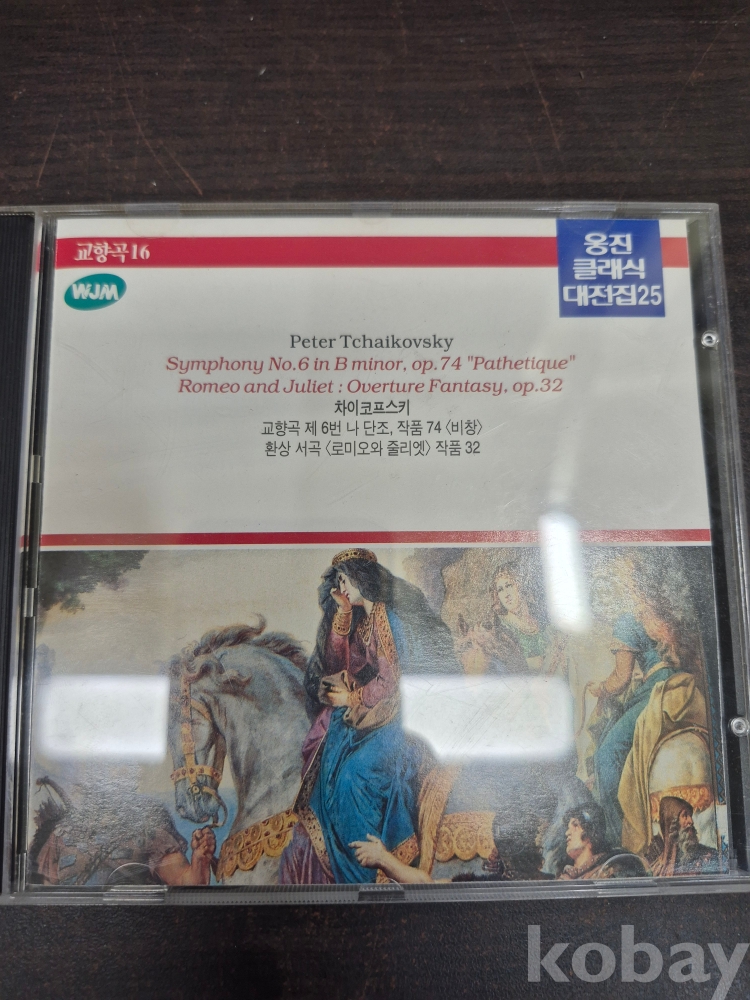 교향곡16
WJM
웅진
클래식
대전집25
Peter Tchaikovsky
Symphony No.6 in B minor, op.74 "Pathetique"
Romeo and Juliet : Overture Fantasy, op.32
차이코프스키
교향곡 제 6번 나 단조, 작품 74 〈비창〉
환상 서곡 〈로미오와 줄리엣〉 작품 32
kobay